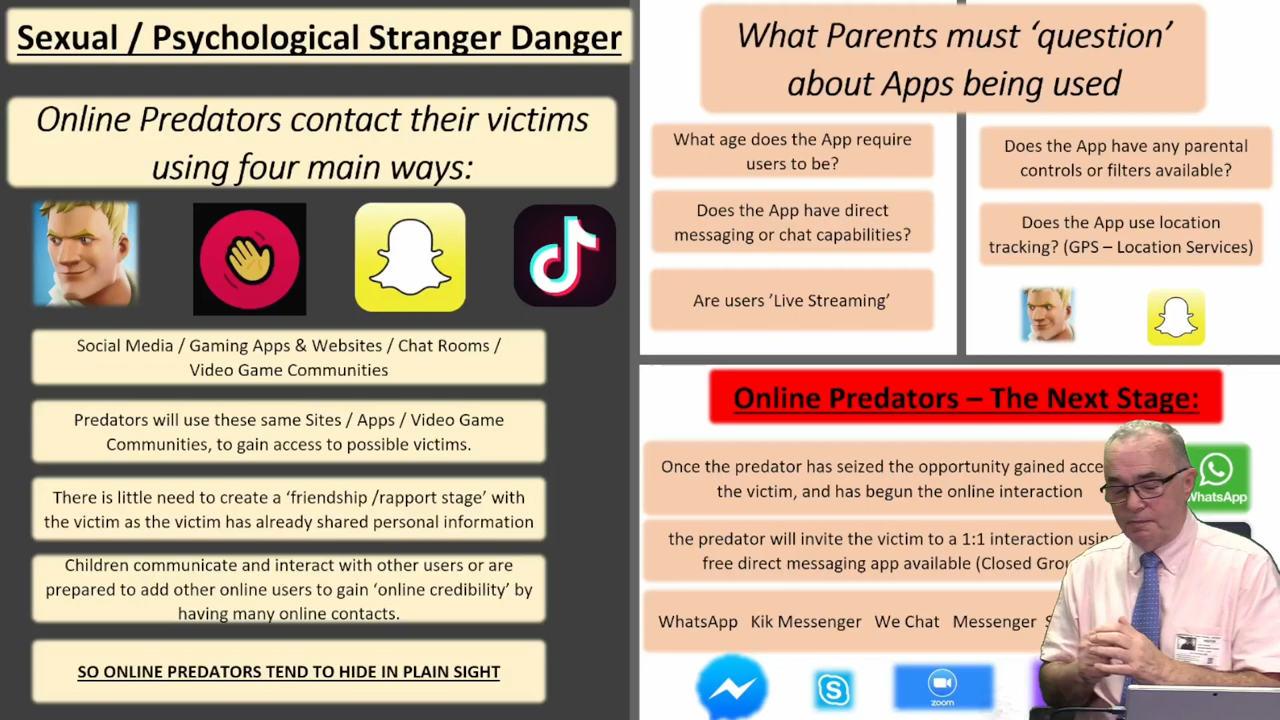 Sexual / Psychological Stranger Danger
Online Predators contact their victims
using four main ways:
Social Media / Gaming Apps & Websites / Chat Rooms /
Video Game Communities
Predators will use these same Sites / Apps / Video Game
Communities, to gain access to possible victims.
There is little need to create a ‘friendship /rapport stage’ with
the victim as the victim has already shared personal information
Children communicate and interact with other users or are
prepared to add other online users to gain ‘online credibility’ by
having many online contacts.
SO ONLINE PREDATORS TEND TO HIDE IN PLAIN SIGHT
What Parents must ‘question’
about Apps being used
What age does the App require
users to be?
Does the App have direct
messaging or chat capabilities?
Are users ’Live Streaming’
Does the App have any parental
controls or filters available?
Does the App use location
tracking? (GPS – Location Services)
Online Predators – The Next Stage:
Once the predator has seized the opportunity gained
the victim, and has begun the online interaction
WhatsApp
the predator will invite the victim to a 1:1 interaction
free direct messaging app available (Closed
WhatsApp Kik Messenger We Chat Messenger
zoom